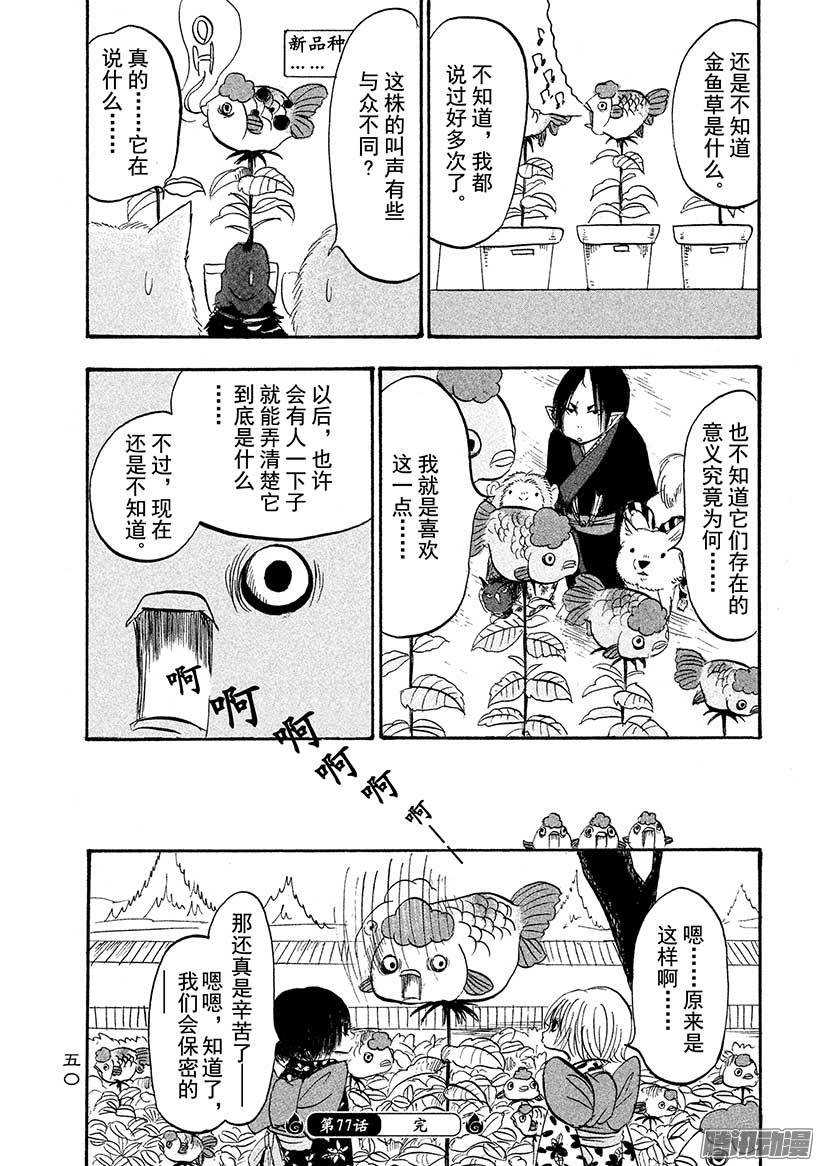 还是不知道
金鱼草是什么。
不知道，我都
说过好多次了。
新品种
……
OH
这株的叫声有些
与众不同？
真的……它在
说什么……
也不知道它们存在的
意义究竟为何……
我就是喜欢
这一点……
以后，也许
会有人一下子
就能弄清楚它
到底是什么
……
不过，现在
还是不知道。
啊啊啊啊啊啊——
嗯……原来是
这样啊……
那还真是辛苦了——
嗯嗯，知道了，
我们会保密的
——
第77话 完
五〇
腾讯动漫